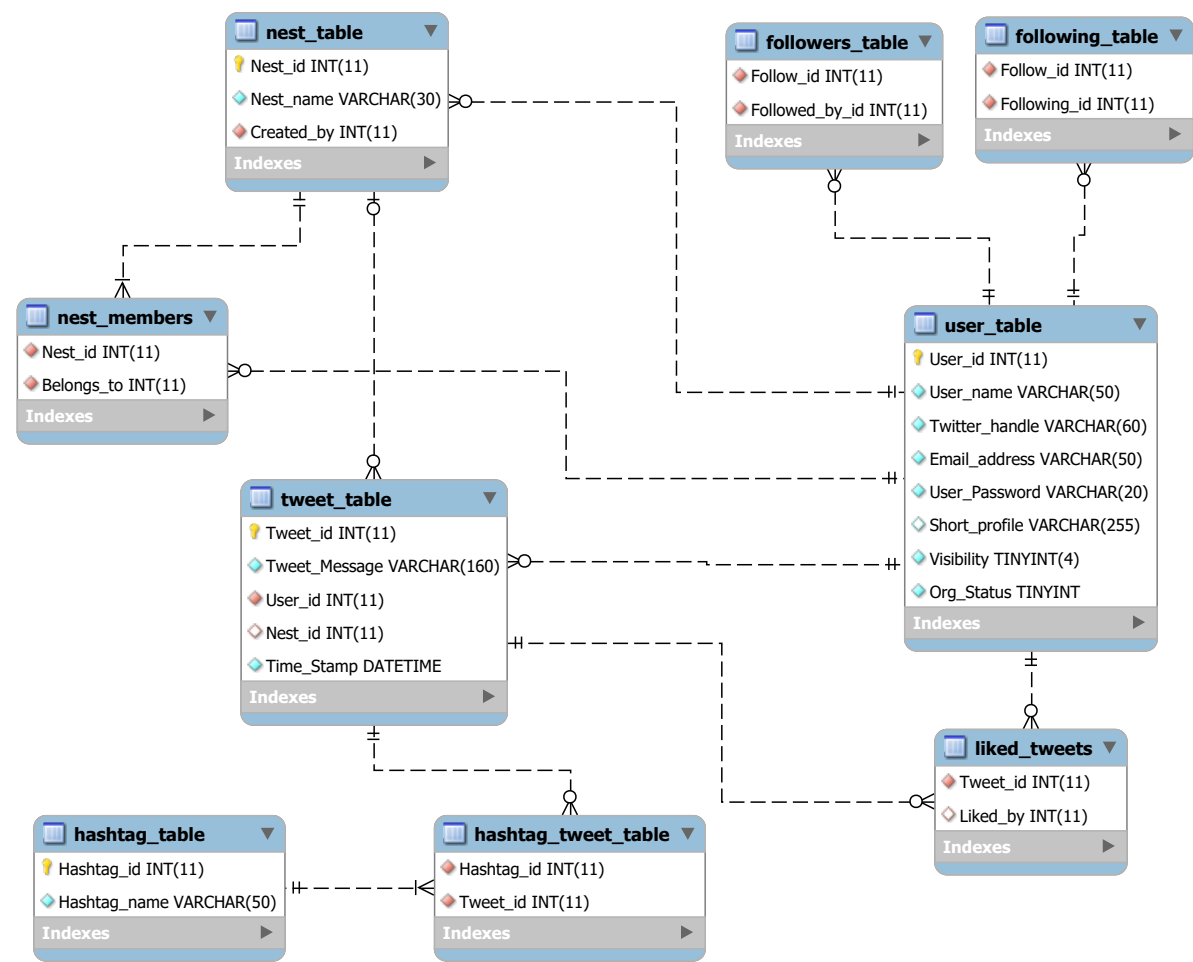 nest_table
Nest_id INT(11)
Nest_name VARCHAR(30)
Created_by INT(11)
Indexes
followers_table
Follow_id INT(11)
Followed_by_id INT(11)
Indexes
following_table
Follow_id INT(11)
Following_id INT(11)
Indexes
nest_members
Nest_id INT(11)
Belongs_to INT(11)
Indexes
user_table
User_id INT(11)
User_name VARCHAR(50)
Twitter_handle VARCHAR(60)
Email_address VARCHAR(50)
User_Password VARCHAR(20)
Short_profile VARCHAR(255)
Visibility TINYINT(4)
Org_Status TINYINT
Indexes
tweet_table
Tweet_id INT(11)
Tweet_Message VARCHAR(160)
User_id INT(11)
Nest_id INT(11)
Time_Stamp DATETIME
Indexes
liked_tweets
Tweet_id INT(11)
Liked_by INT(11)
Indexes
hashtag_table
Hashtag_id INT(11)
Hashtag_name VARCHAR(50)
Indexes
hashtag_tweet_table
Hashtag_id INT(11)
Tweet_id INT(11)
Indexes